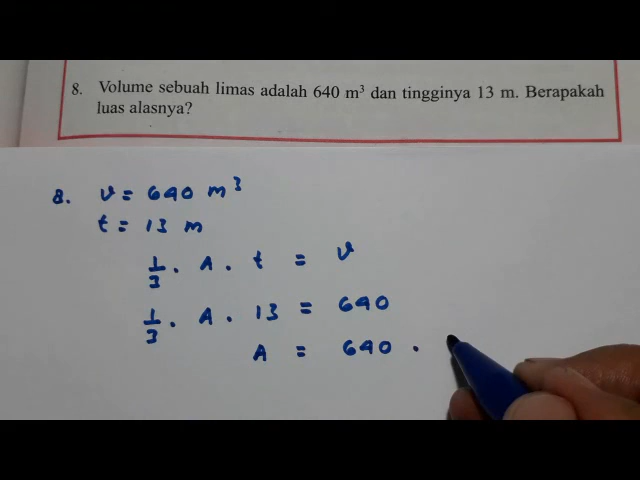 8. Volume sebuah limas adalah 640 m³ dan tingginya 13 m. Berapakah
luas alasnya?
8. v = 640 m³
t = 13 m
1/3 . A . t = v
1/3 . A . 13 = 640
A = 640 .